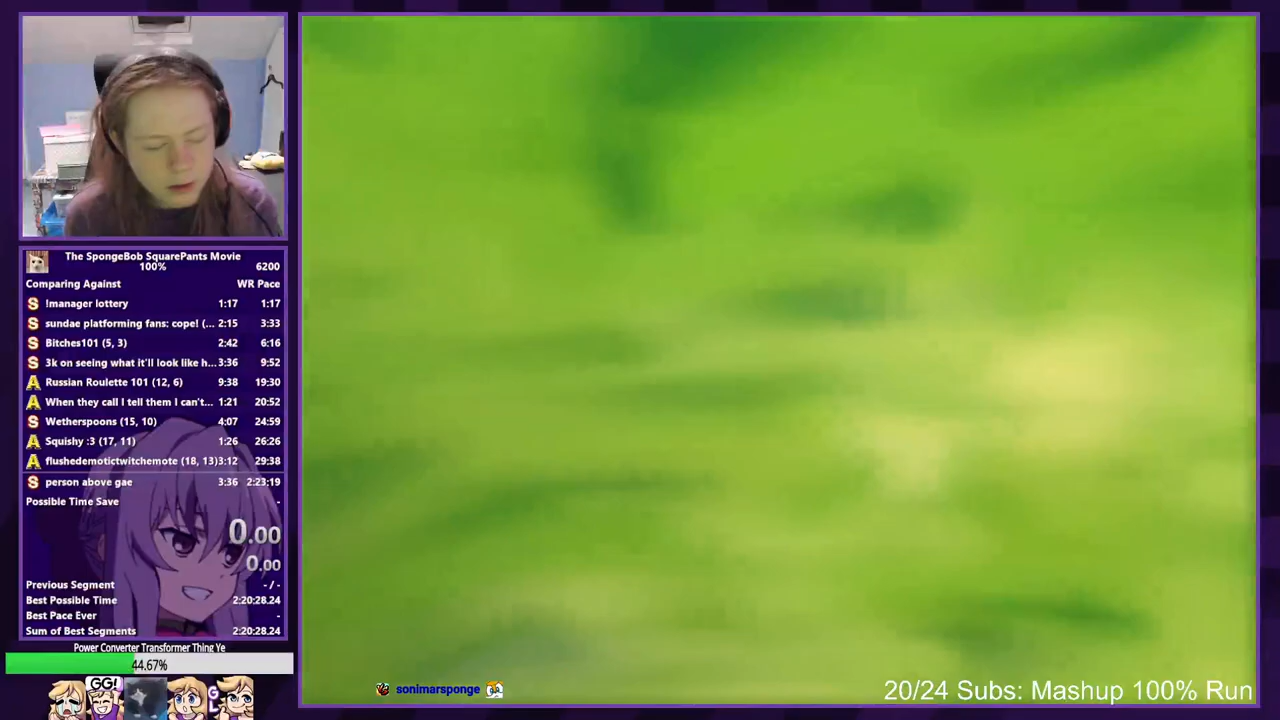 The SpongeBob SquarePants Movie
100% 6200
Comparing Against WR Pace
S !manager lottery 1:17 1:17
S sundae platforming fans: cope! (... 2:15 3:33
S Bitches101 (5, 3) 2:42 6:16
S 3k on seeing what it'll look like h... 3:36 9:52
A Russian Roulette 101 (12, 6) 9:38 19:30
A When they call I tell them I can't... 1:21 20:52
S Wetherspoons (15, 10) 4:07 24:59
A Squishy :3 (17, 11) 1:26 26:26
A flushedemotictwitchemote (18, 13) 3:12 29:38
S person above gae 3:36 2:23:19
Possible Time Save -
0.00
0.00
Previous Segment - / -
Best Possible Time 2:20:28.24
Best Pace Ever -
Sum of Best Segments 2:20:28.24
Power Converter Transformer Thing Ye
44.67%
GG!
GL
sonimarsponge
20/24 Subs: Mashup 100% Run